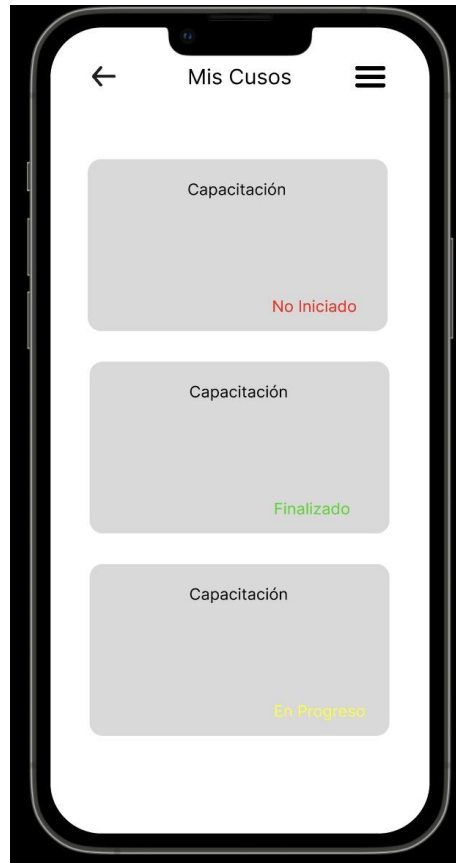 Mis Cusos
Capacitación
No Iniciado
Capacitación
Finalizado
Capacitación
En Progreso